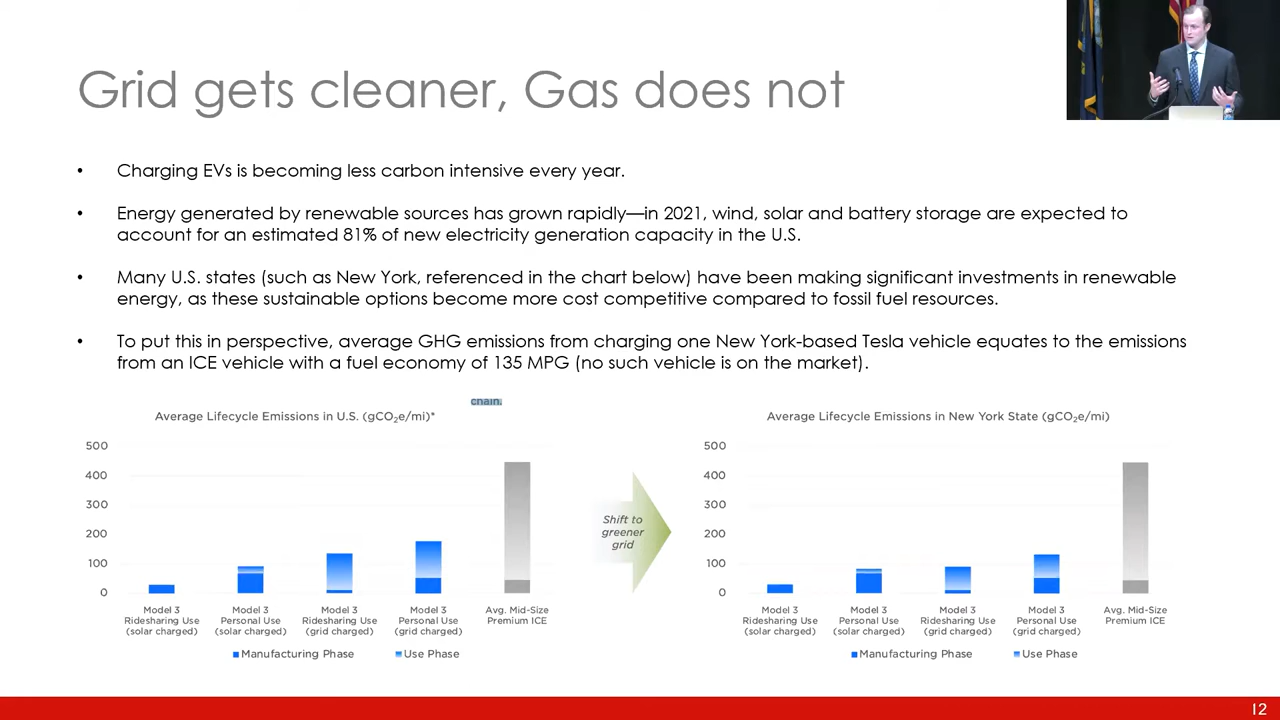 Grid gets cleaner, Gas does not
• Charging EVs is becoming less carbon intensive every year.
• Energy generated by renewable sources has grown rapidly—in 2021, wind, solar and battery storage are expected to
account for an estimated 81% of new electricity generation capacity in the U.S.
• Many U.S. states (such as New York, referenced in the chart below) have been making significant investments in renewable
energy, as these sustainable options become more cost competitive compared to fossil fuel resources.
• To put this in perspective, average GHG emissions from charging one New York-based Tesla vehicle equates to the emissions
from an ICE vehicle with a fuel economy of 135 MPG (no such vehicle is on the market).
chain.
Average Lifecycle Emissions in U.S. (gCO₂e/mi)*
500
400
300
200
100
0
Model 3
Ridesharing Use
(solar charged)
Model 3
Personal Use
(solar charged)
Model 3
Ridesharing Use
(grid charged)
Model 3
Personal Use
(grid charged)
Avg. Mid-Size
Premium ICE
Manufacturing Phase
Use Phase
Shift to
greener
grid
Average Lifecycle Emissions in New York State (gCO₂e/mi)
500
400
300
200
100
0
Model 3
Ridesharing Use
(solar charged)
Model 3
Personal Use
(solar charged)
Model 3
Ridesharing Use
(grid charged)
Model 3
Personal Use
(grid charged)
Avg. Mid-Size
Premium ICE
Manufacturing Phase
Use Phase
12